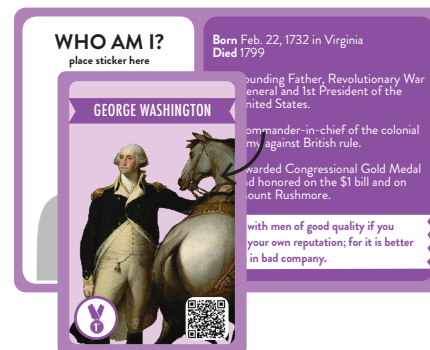 WHO AM I?
place sticker here
GEORGE WASHINGTON
1
Born Feb. 22, 1732 in Virginia
Died 1799
ounding Father, Revolutionary War
eneral and 1st President of the
nited States.
ommander-in-chief of the colonial
my against British rule.
warded Congressional Gold Medal
d honored on the $1 bill and on
ount Rushmore.
with men of good quality if you
your own reputation; for it is better
in bad company.